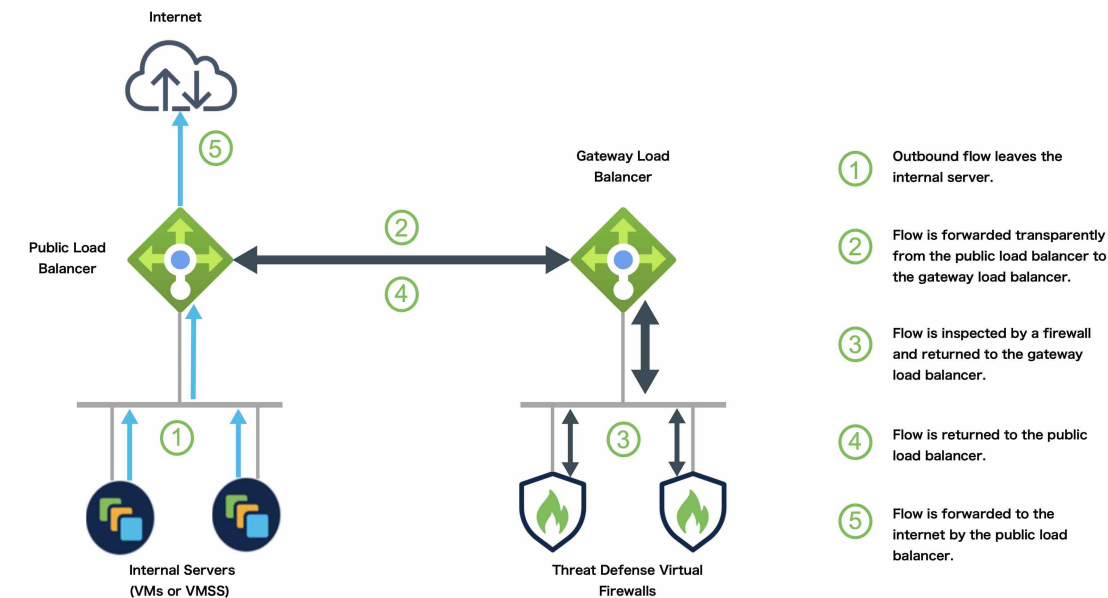 Internet
5
Gateway Load
Balancer
2
Public Load
Balancer
4
1
3
Internal Servers
(VMs or VMSS)
Threat Defense Virtual
Firewalls
1
Outbound flow leaves the
internal server.
2
Flow is forwarded transparently
from the public load balancer to
the gateway load balancer.
3
Flow is inspected by a firewall
and returned to the gateway
load balancer.
4
Flow is returned to the public
load balancer.
5
Flow is forwarded to the
internet by the public load
balancer.